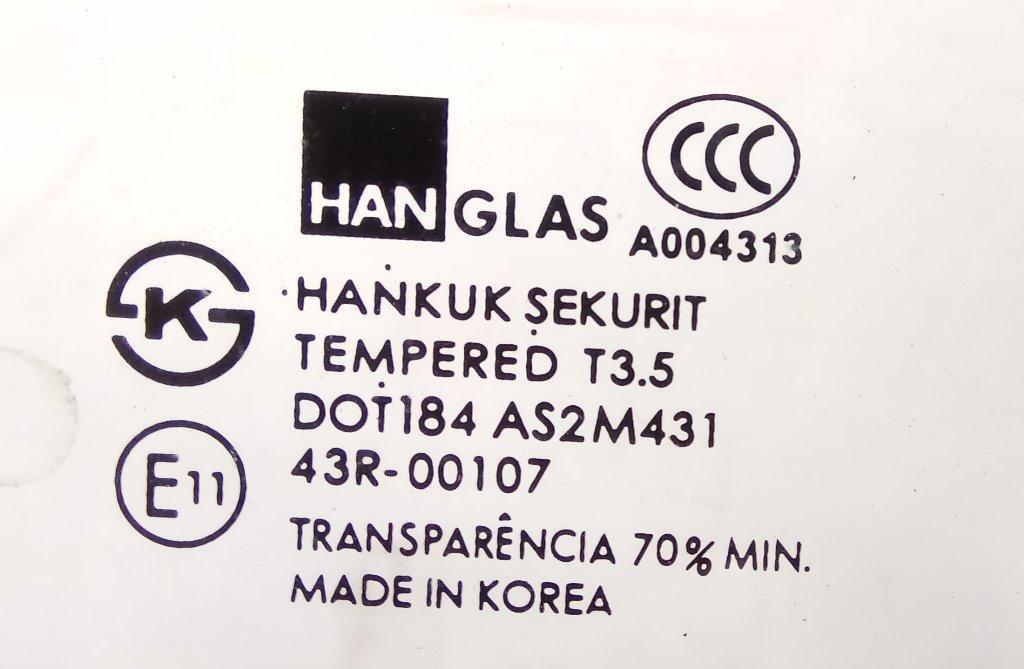 HANGLAS
CCC
A004313
K
HANKUK SEKURIT
TEMPERED T3.5
DOT184 AS2M431
E11
43R-00107
TRANSPARÊNCIA 70% MIN.
MADE IN KOREA